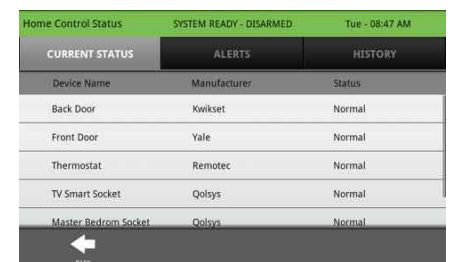 Home Control Status SYSTEM READY - DISARMED Tue - 08:47 AM
CURRENT STATUS ALERTS HISTORY
Device Name Manufacturer Status
Back Door Kwikset Normal
Front Door Yale Normal
Thermostat Remotec Normal
TV Smart Socket Qolsys Normal
Master Bedrom Socket Qolsys Normal